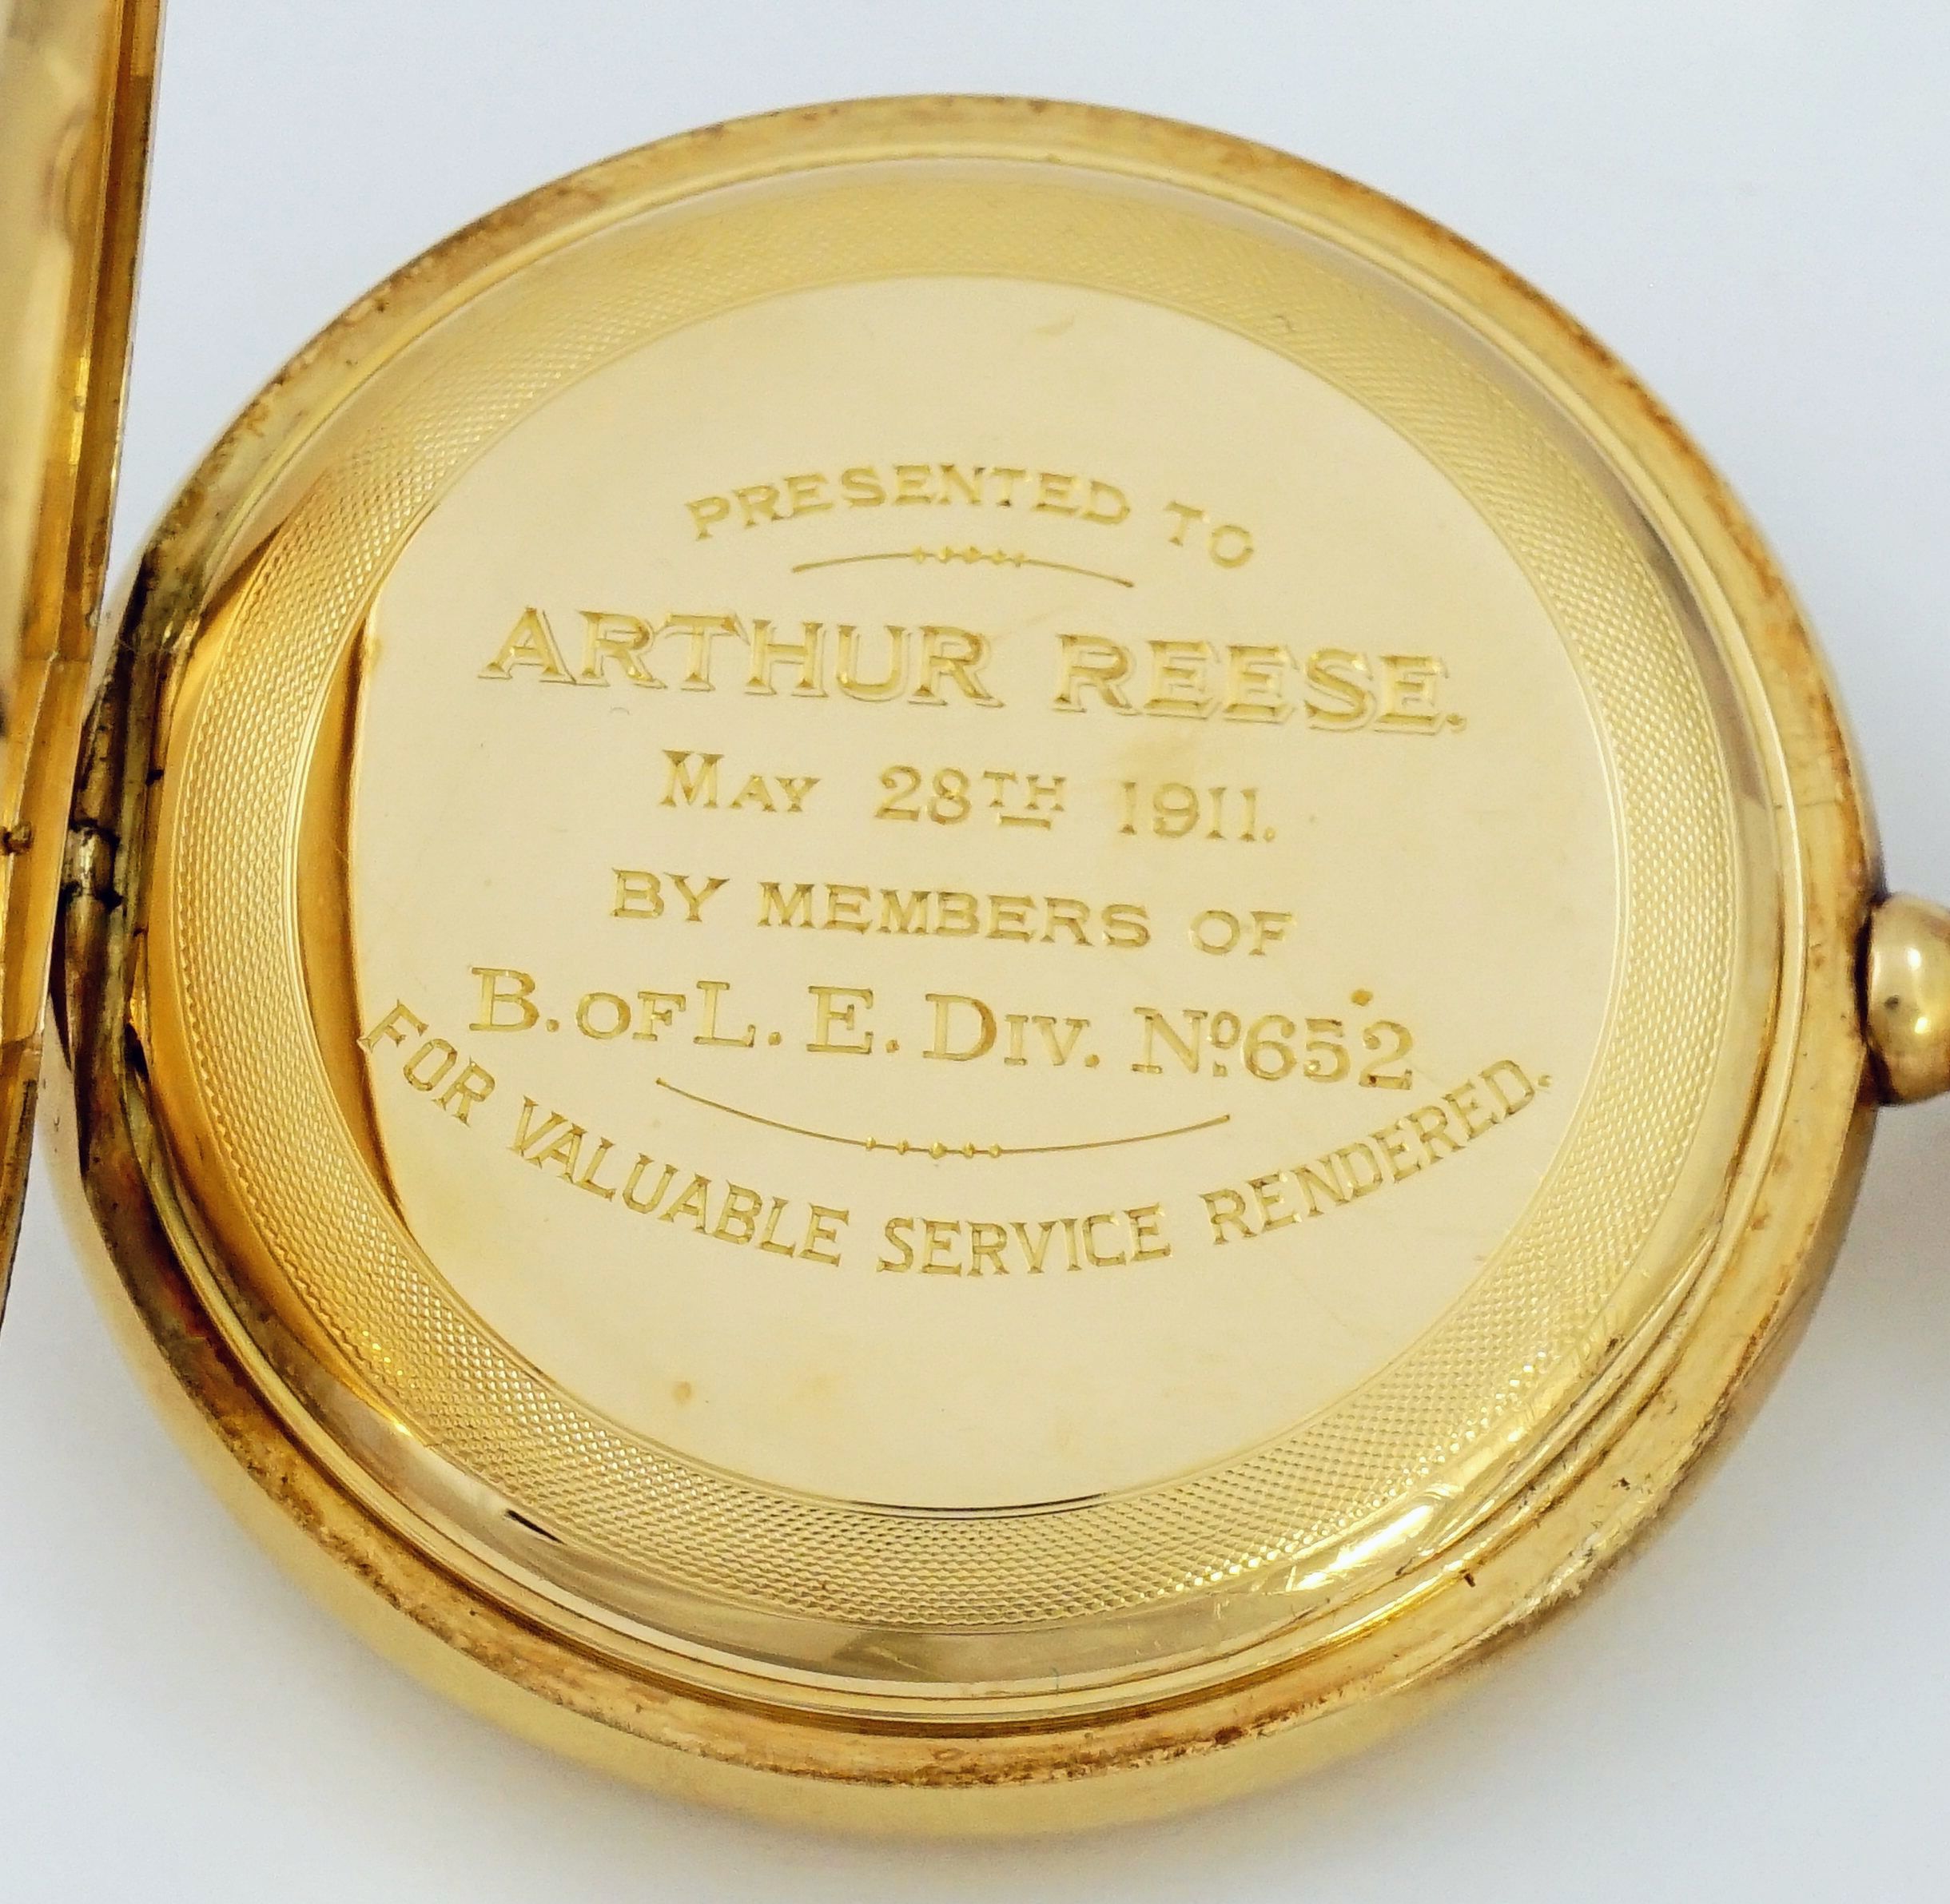 PRESENTED TO
ARTHUR REESE.
MAY 28TH 1911.
BY MEMBERS OF
B. OF L. E. DIV. No. 652
FOR VALUABLE SERVICE RENDERED.